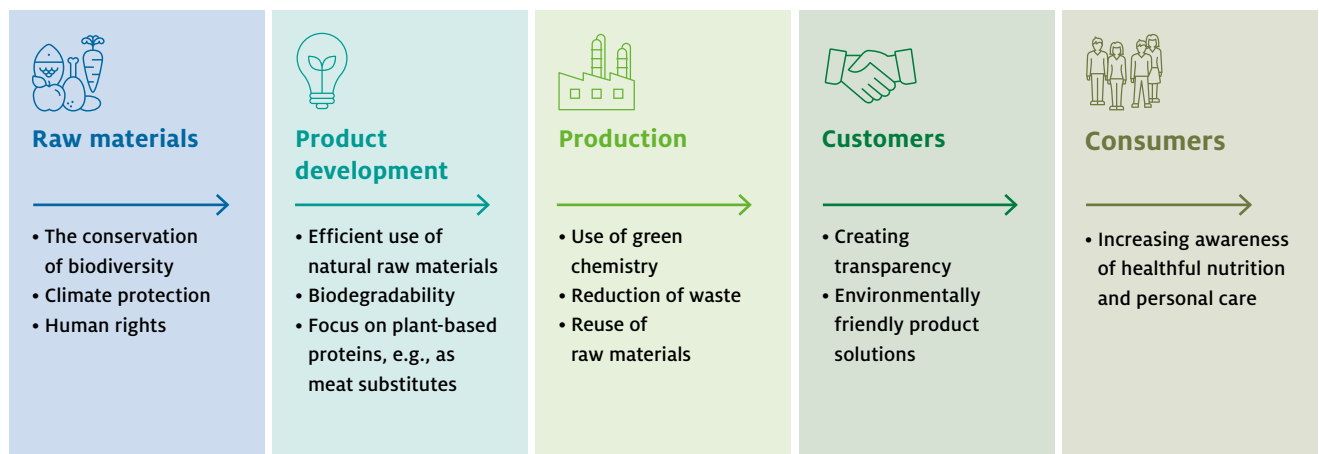 Raw materials
• The conservation
of biodiversity
• Climate protection
• Human rights
Product
development
• Efficient use of
natural raw materials
• Biodegradability
• Focus on plant-based
proteins, e.g., as
meat substitutes
Production
• Use of green
chemistry
• Reduction of waste
• Reuse of
raw materials
Customers
• Creating
transparency
• Environmentally
friendly product
solutions
Consumers
• Increasing awareness
of healthful nutrition
and personal care